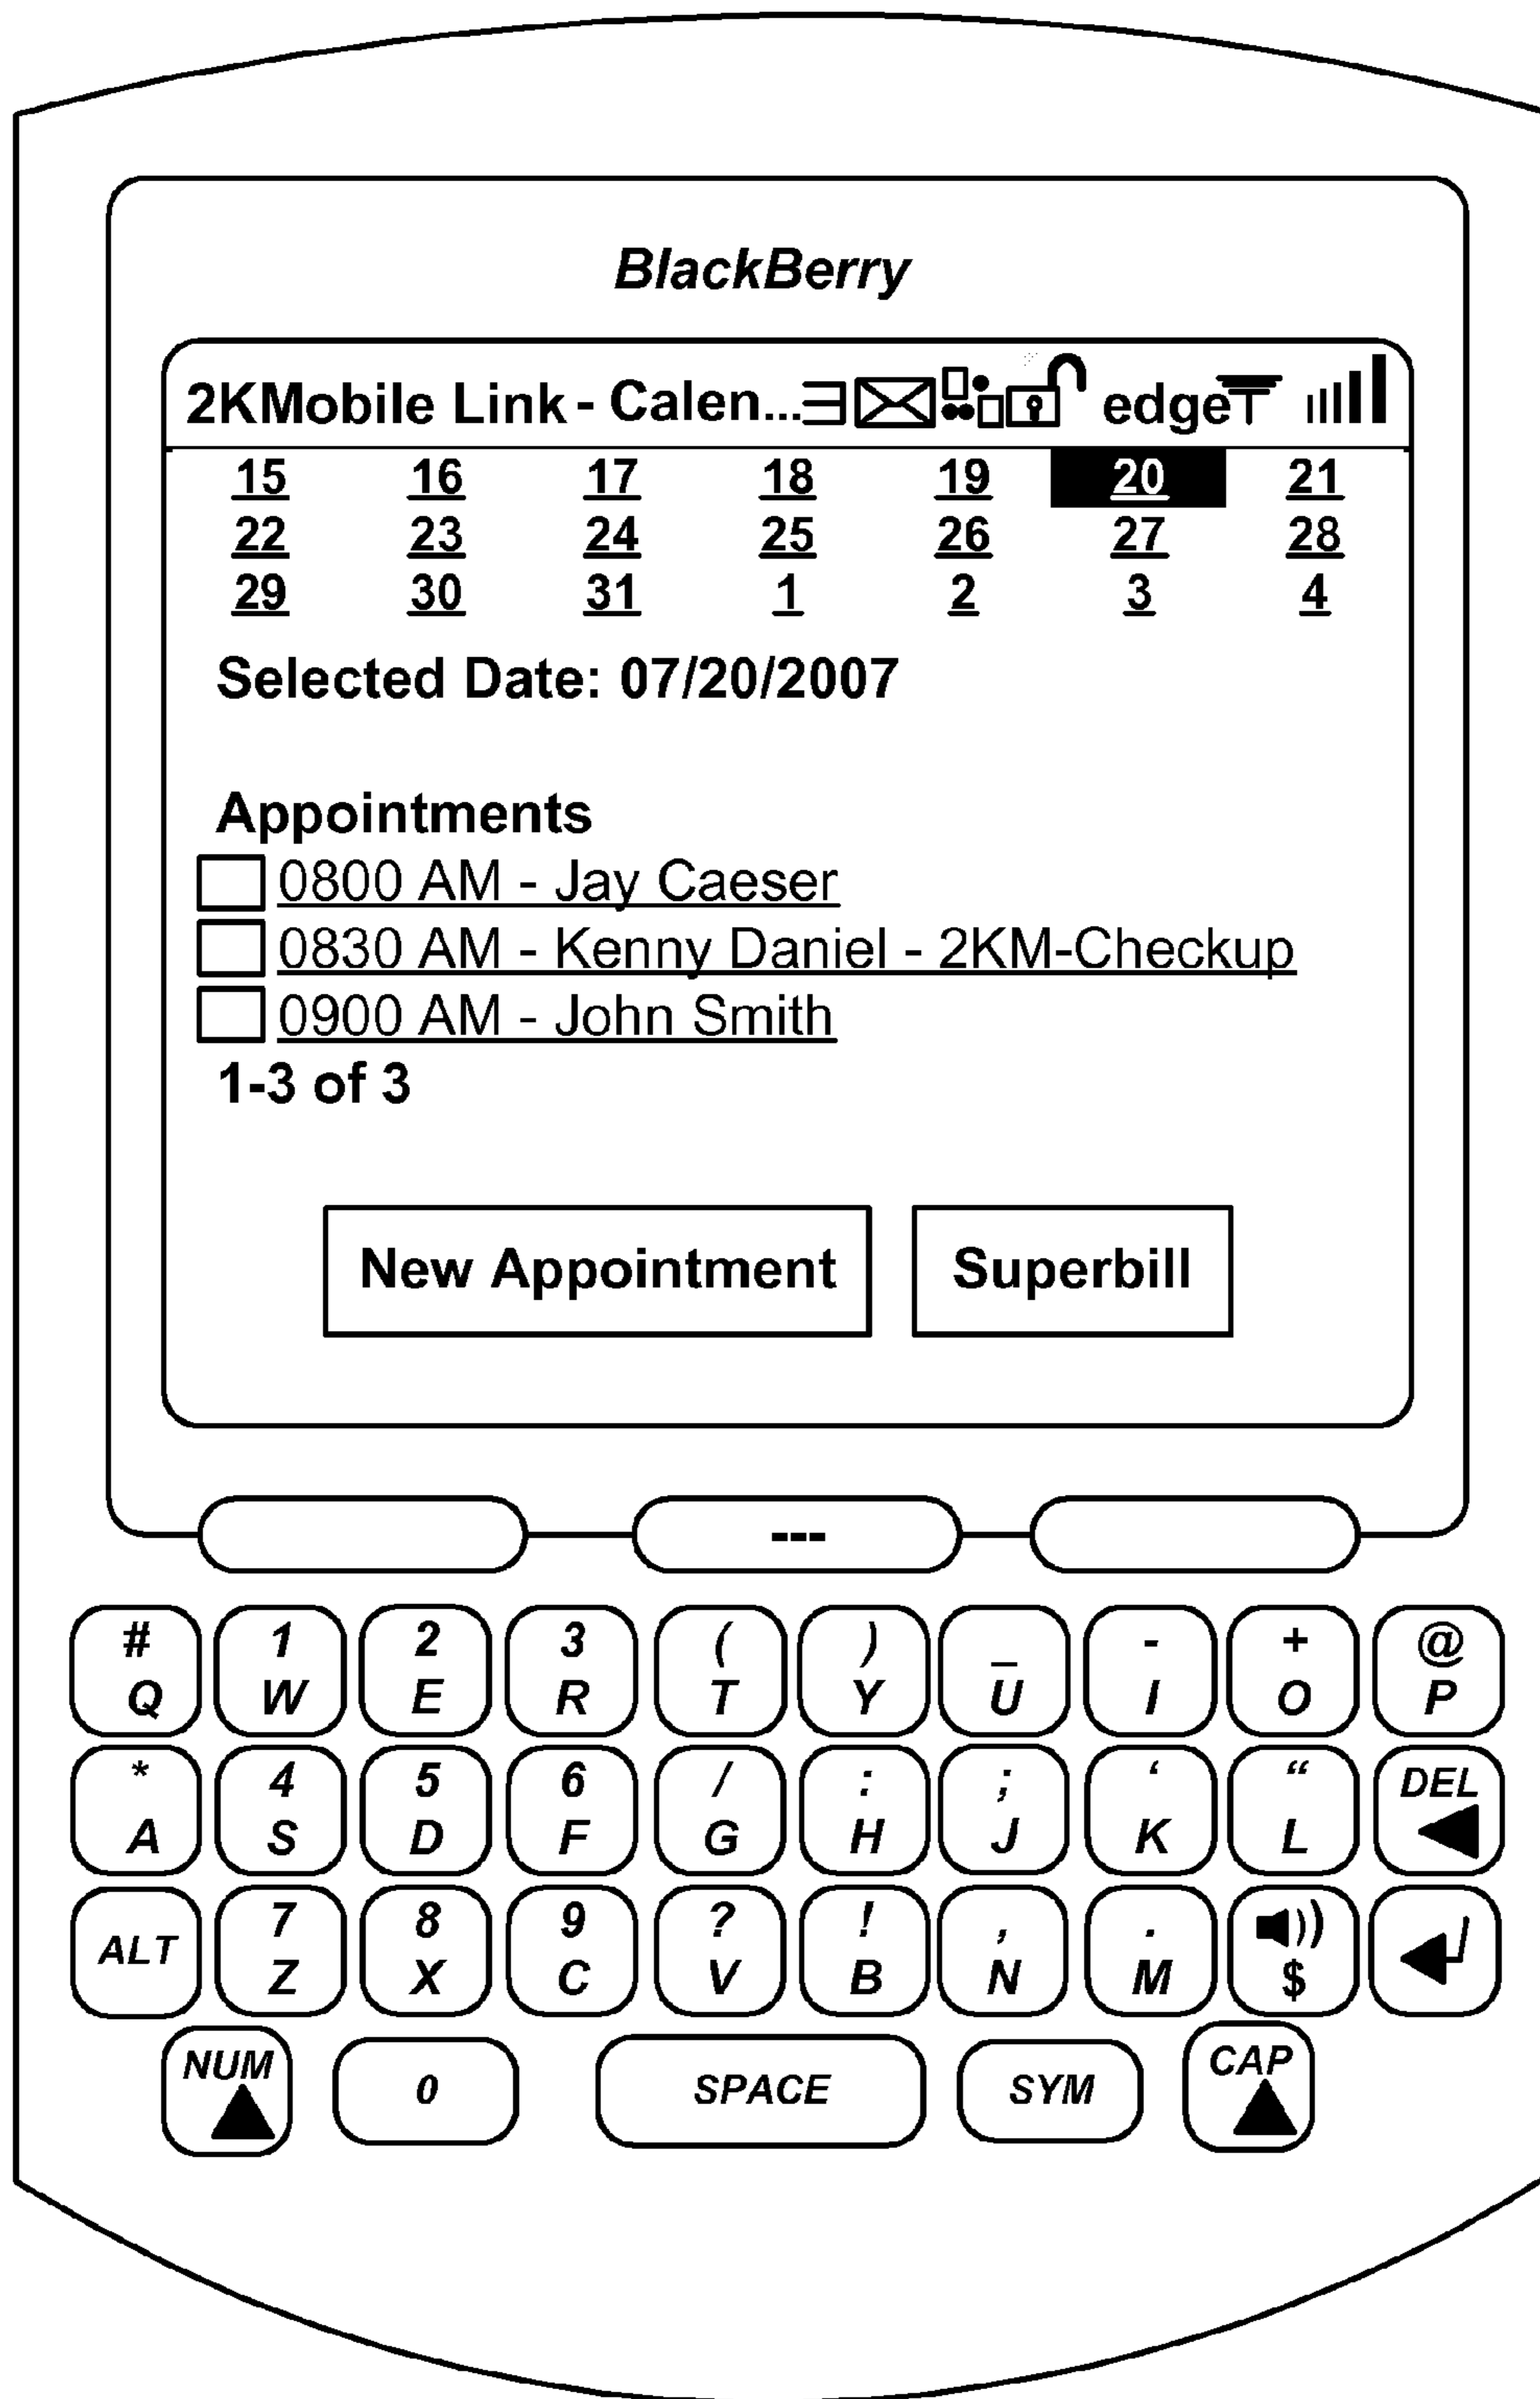 BlackBerry
2KMobile Link - Calen... edge
15 16 17 18 19 20 21
22 23 24 25 26 27 28
29 30 31 1 2 3 4
Selected Date: 07/20/2007
Appointments
0800 AM - Jay Caeser
0830 AM - Kenny Daniel - 2KM-Checkup
0900 AM - John Smith
1-3 of 3
New Appointment Superbill
---
# 1 2 3 ( ) _ - + @
Q W E R T Y U I O P
* 4 5 6 / : ; ‘ “ DEL
A S D F G H J K L
ALT 7 8 9 ? ! , .
Z X C V B N M $
NUM 0 SPACE SYM CAP